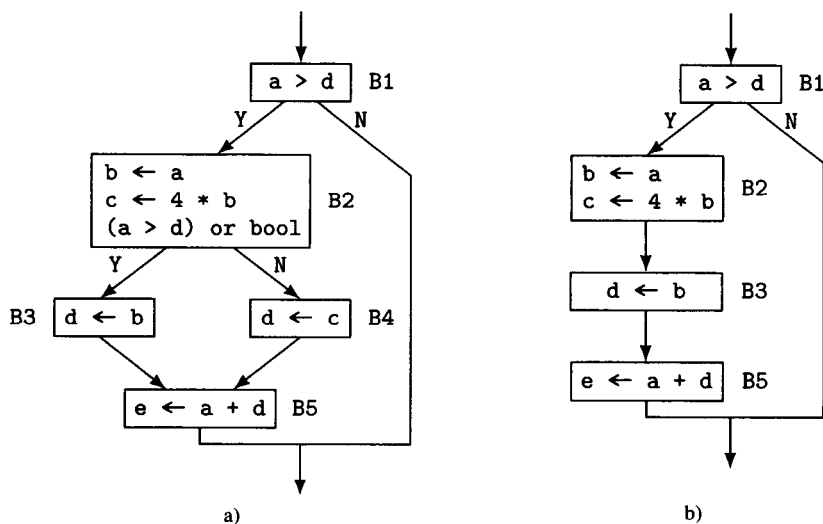 a > d B1
Y N
b ← a
c ← 4 * b
(a > d) or bool
B2
Y N
B3 d ← b
d ← c B4
e ← a + d B5
a)
a > d B1
Y N
b ← a
c ← 4 * b
B2
d ← b B3
e ← a + d B5
b)